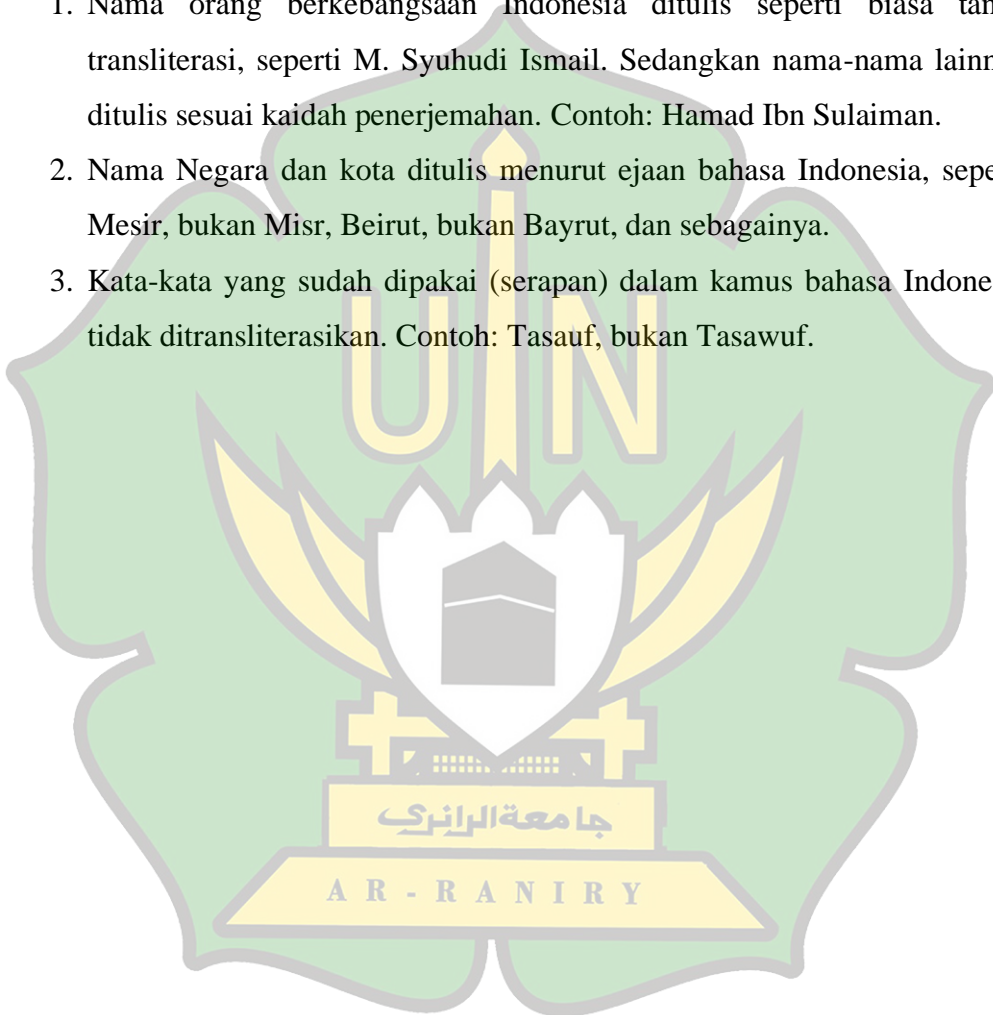 1. Nama orang berkebangsaan Indonesia ditulis seperti biasa
transliterasi, seperti M. Syuhudi Ismail. Sedangkan nama-nama
ditulis sesuai kaidah penerjemahan. Contoh: Hamad Ibn Sulaiman.
2. Nama Negara dan kota ditulis menurut ejaan bahasa Indonesia,
Mesir, bukan Misr, Beirut, bukan Bayrut, dan sebagainya.
3. Kata-kata yang sudah dipakai (serapan) dalam kamus bahasa
tidak ditransliterasikan. Contoh: Tasauf, bukan Tasawuf.
UIN
جامعةالرانري
AR-RANIRY